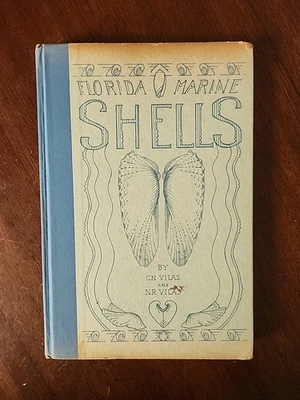 FLORIDA MARINE
SHELLS
BY
C.N. VILAS
AND
N.R. VILAS